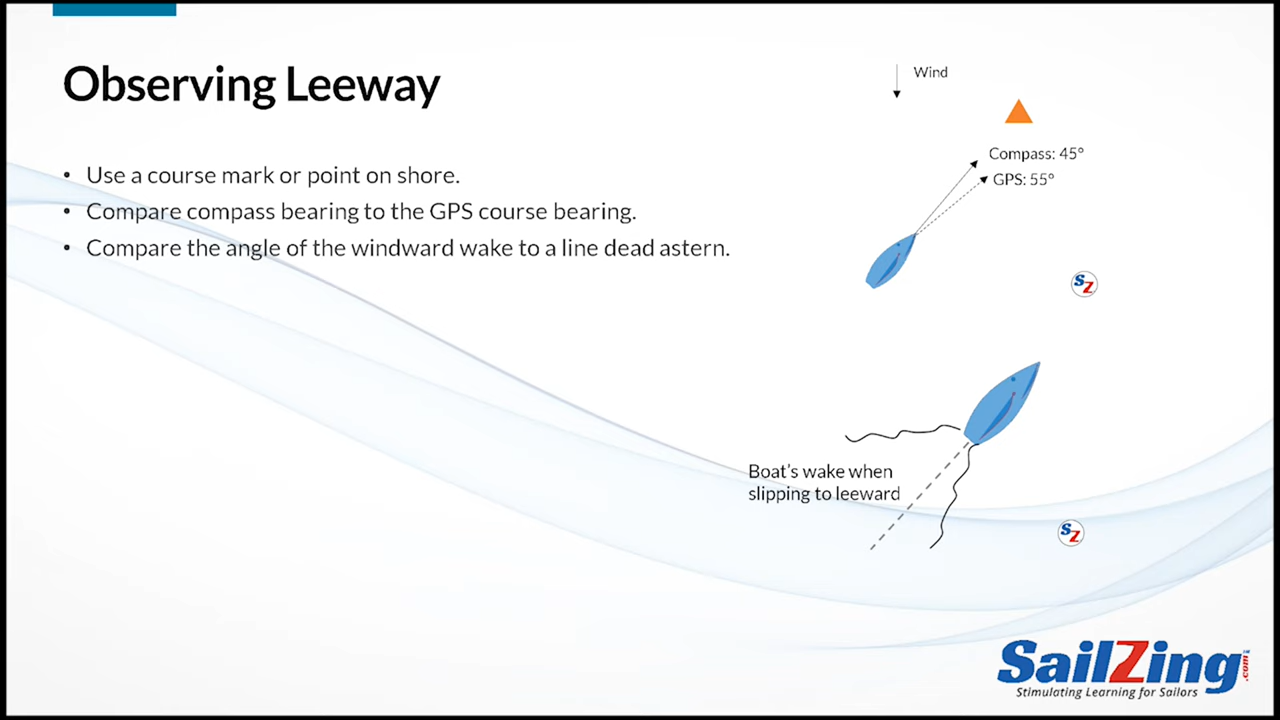 Observing Leeway
• Use a course mark or point on shore.
• Compare compass bearing to the GPS course bearing.
• Compare the angle of the windward wake to a line dead astern.
Wind
Compass: 45°
GPS: 55°
SZ
Boat's wake when
slipping to leeward
SZ
SailZing.com
Stimulating Learning for Sailors